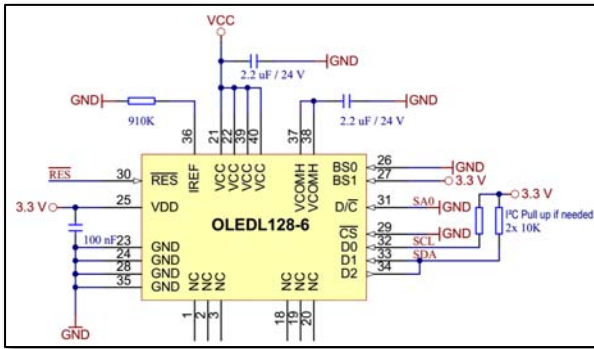 VCC
2.2 uF / 24 V
GND
GND
910K
2.2 uF / 24 V
GND
36
21
22
39
40
37
38
IREF
VCC
VCC
VCC
VCC
VCOMH
VCOMH
RES
30
RES
3.3 V
25
VDD
100 nF
23
GND
24
GND
28
GND
35
GND
GND
OLEDL128-6
BS0
26
GND
BS1
27
3.3 V
D/C
31
SA0
GND
CS
29
GND
D0
32
SCL
D1
33
SDA
D2
34
3.3 V
I²C Pull up if needed
2x 10K
NC
NC
NC
NC
NC
NC
1
2
3
18
19
20